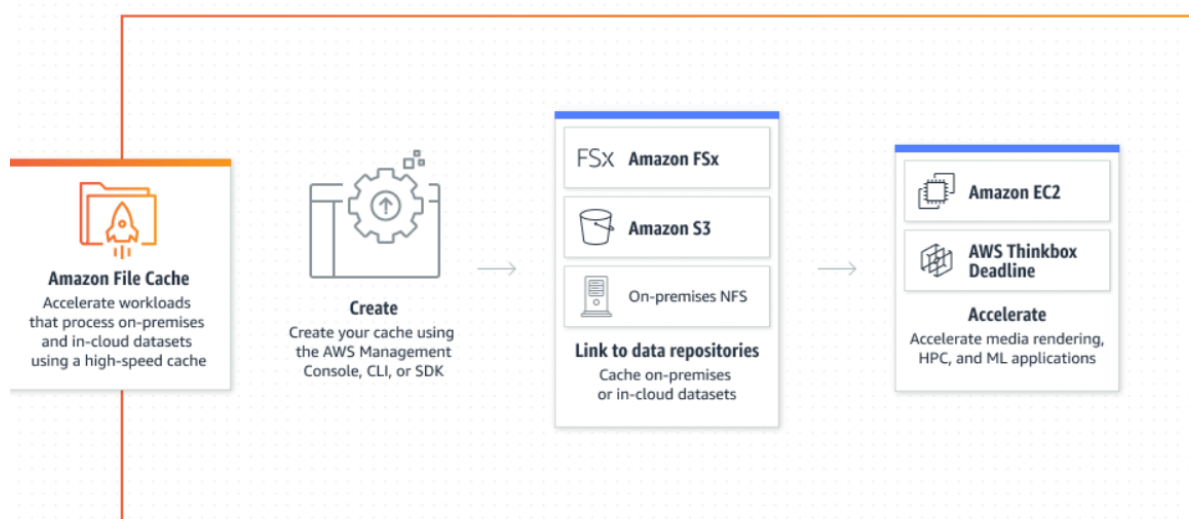 Amazon File Cache
Accelerate workloads
that process on-premises
and in-cloud datasets
using a high-speed cache
Create
Create your cache using
the AWS Management
Console, CLI, or SDK
FSx Amazon FSx
Amazon S3
On-premises NFS
Link to data repositories
Cache on-premises
or in-cloud datasets
Amazon EC2
AWS Thinkbox
Deadline
Accelerate
Accelerate media rendering,
HPC, and ML applications